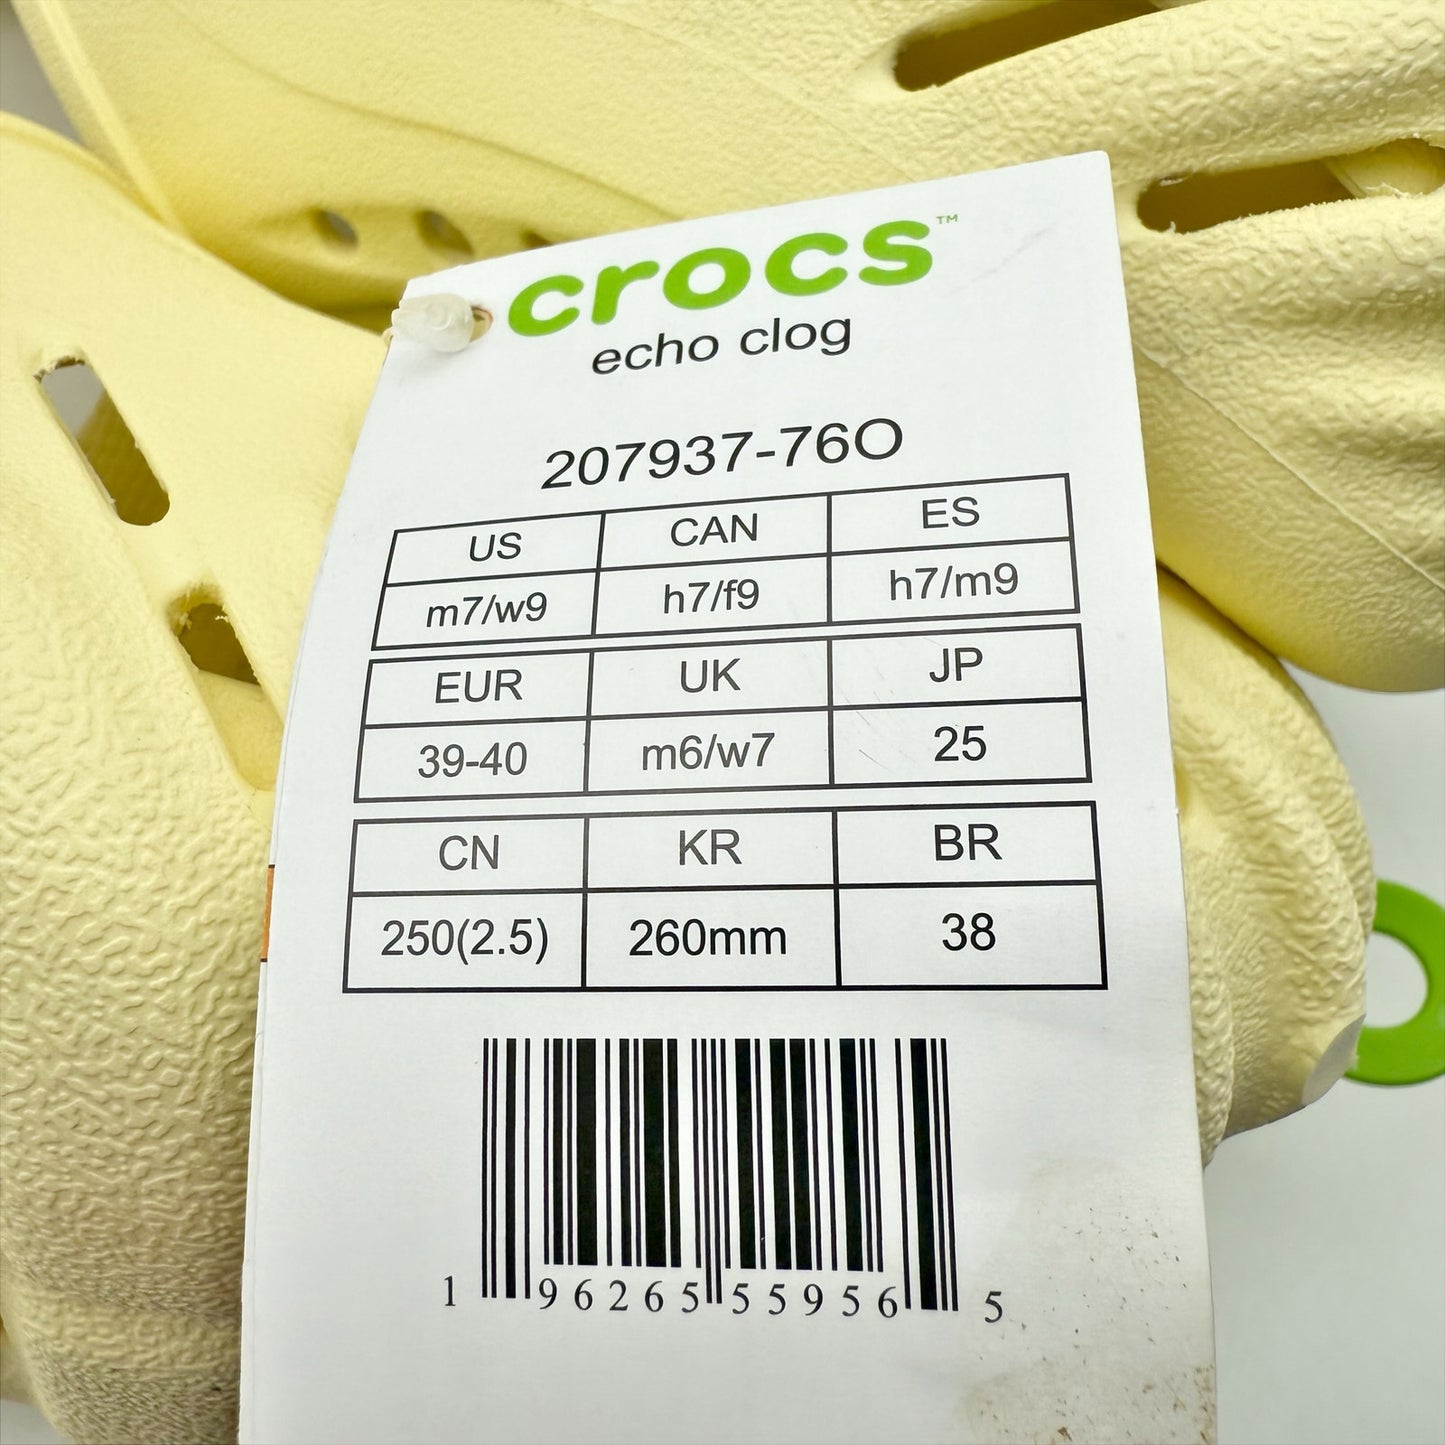 crocs™
echo clog
207937-76O
US CAN ES
m7/w9 h7/f9 h7/m9
EUR UK JP
39-40 m6/w7 25
CN KR BR
250(2.5) 260mm 38
1 96265 55956 5